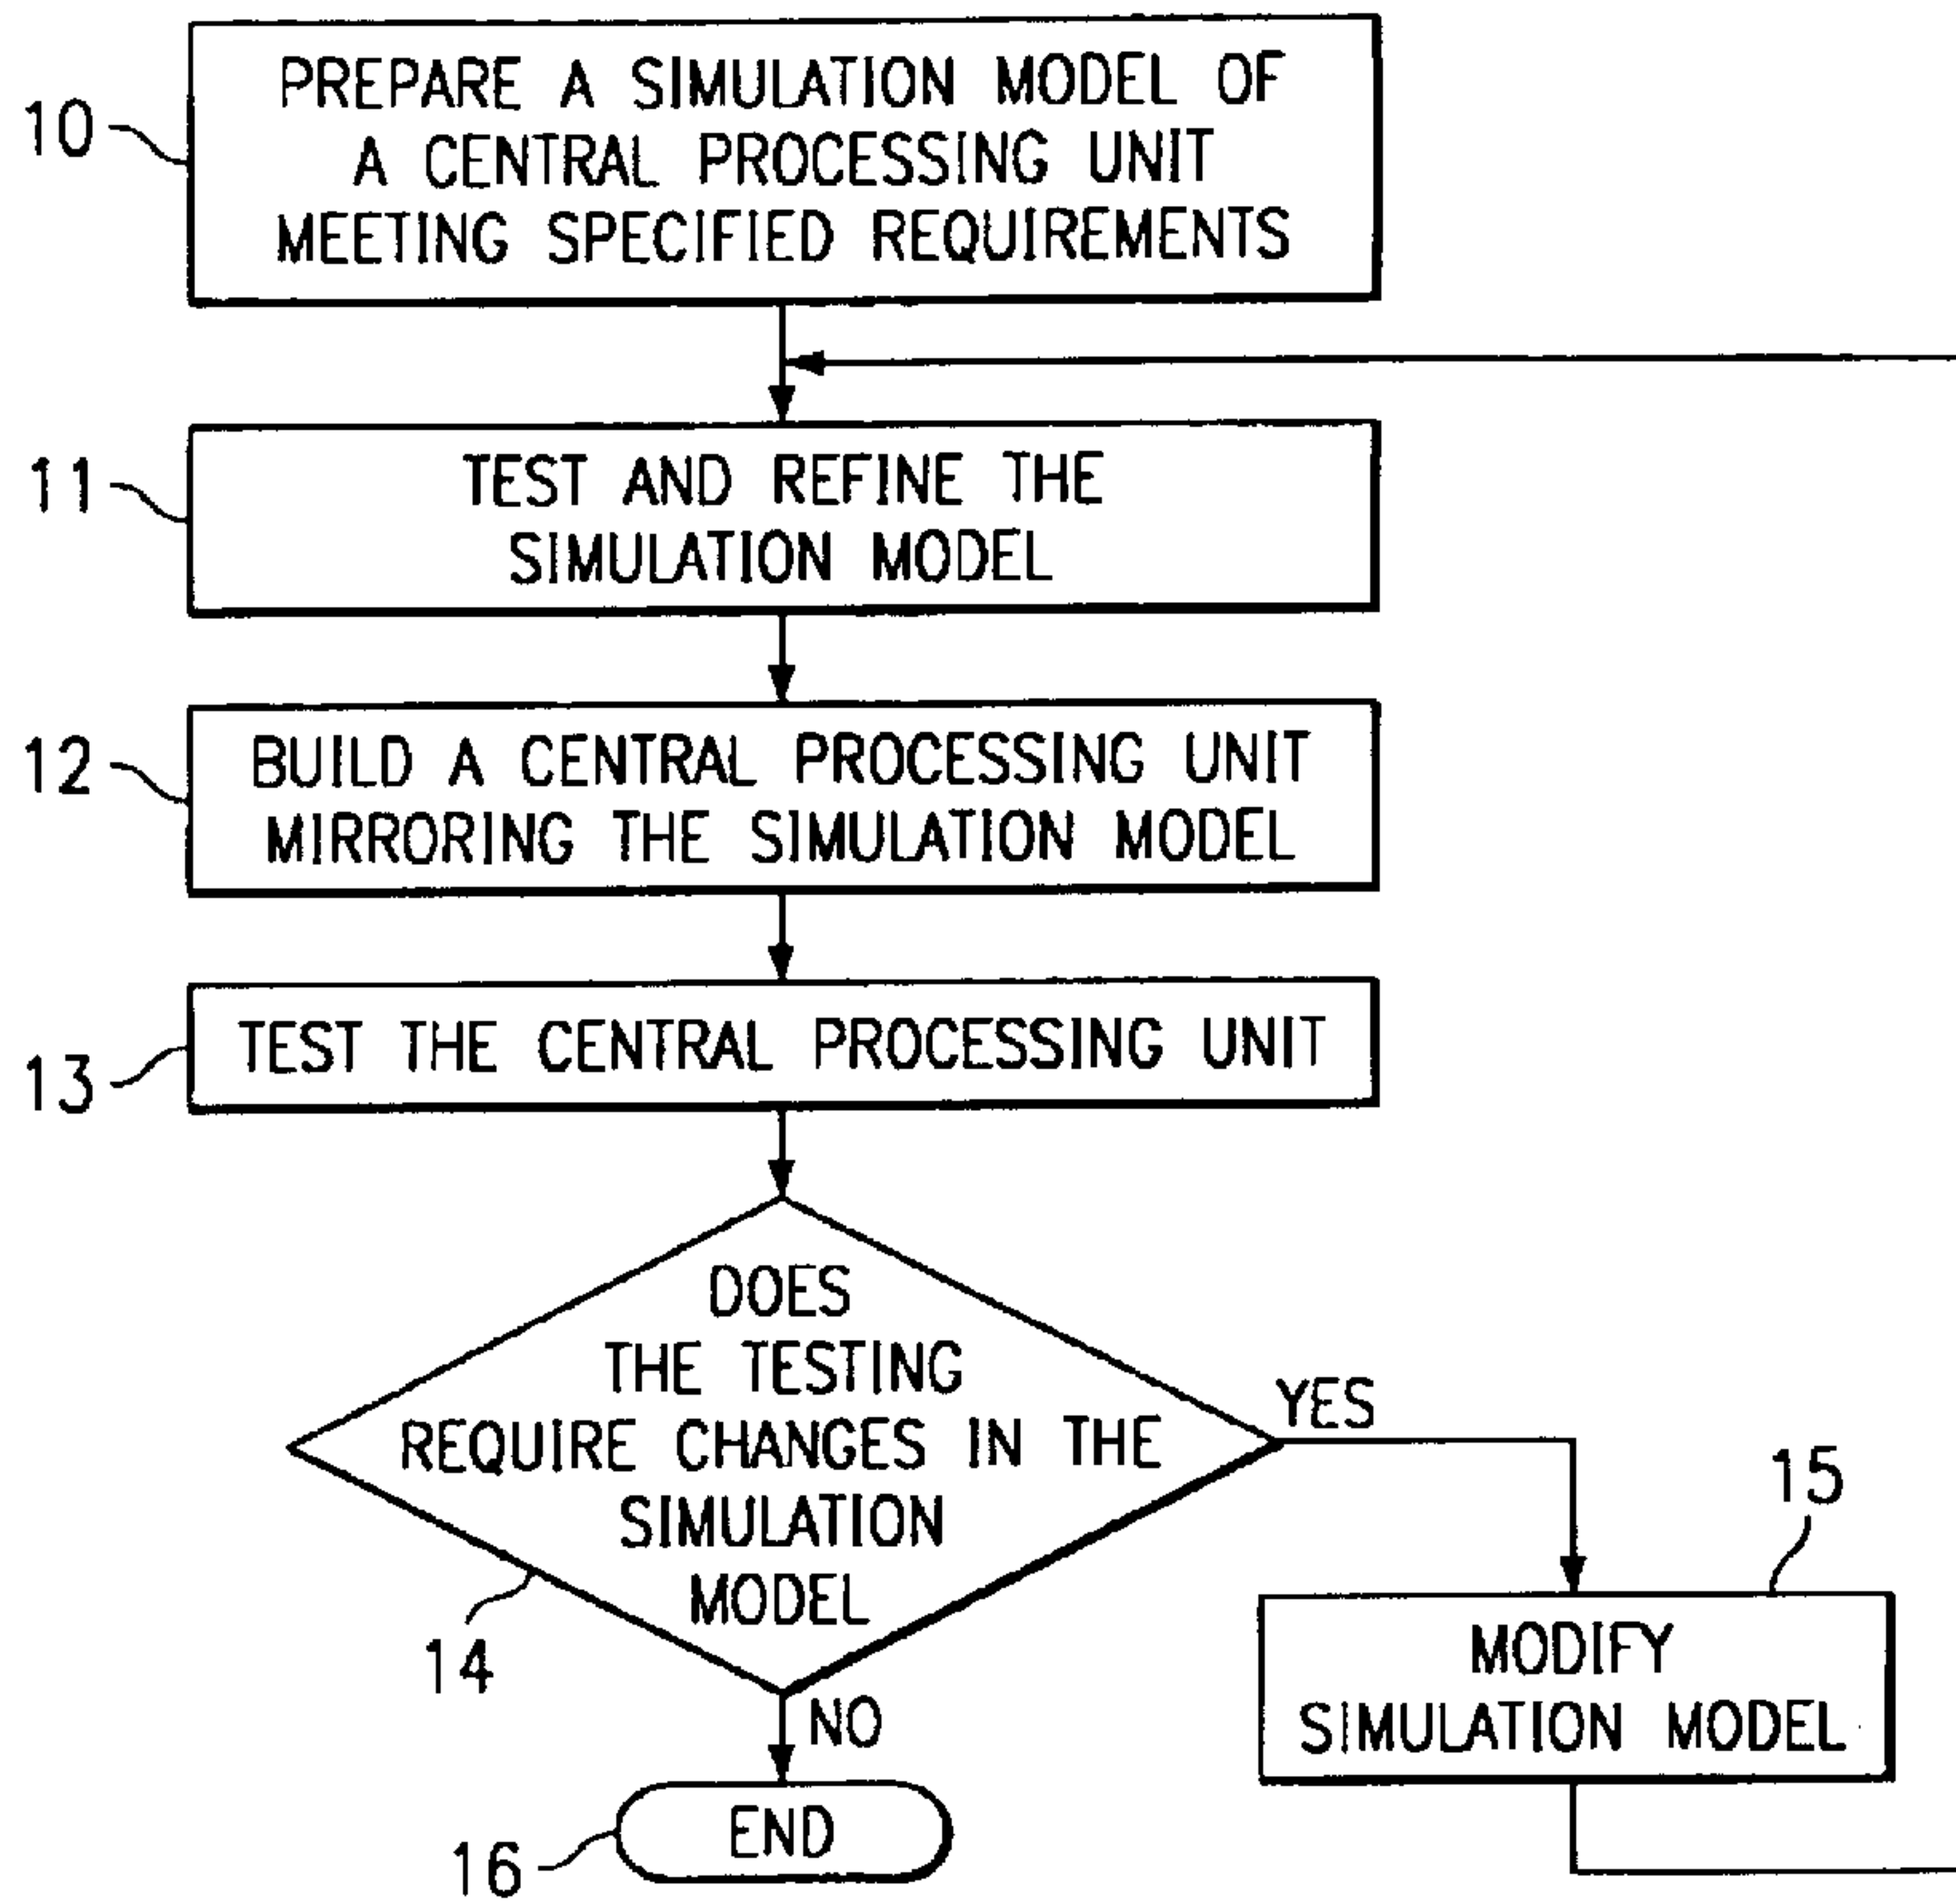 10
PREPARE A SIMULATION MODEL OF
A CENTRAL PROCESSING UNIT
MEETING SPECIFIED REQUIREMENTS
11
TEST AND REFINE THE
SIMULATION MODEL
12
BUILD A CENTRAL PROCESSING UNIT
MIRRORING THE SIMULATION MODEL
13
TEST THE CENTRAL PROCESSING UNIT
DOES
THE TESTING
REQUIRE CHANGES IN THE
SIMULATION
MODEL
14
YES
15
MODIFY
SIMULATION MODEL
NO
16
END